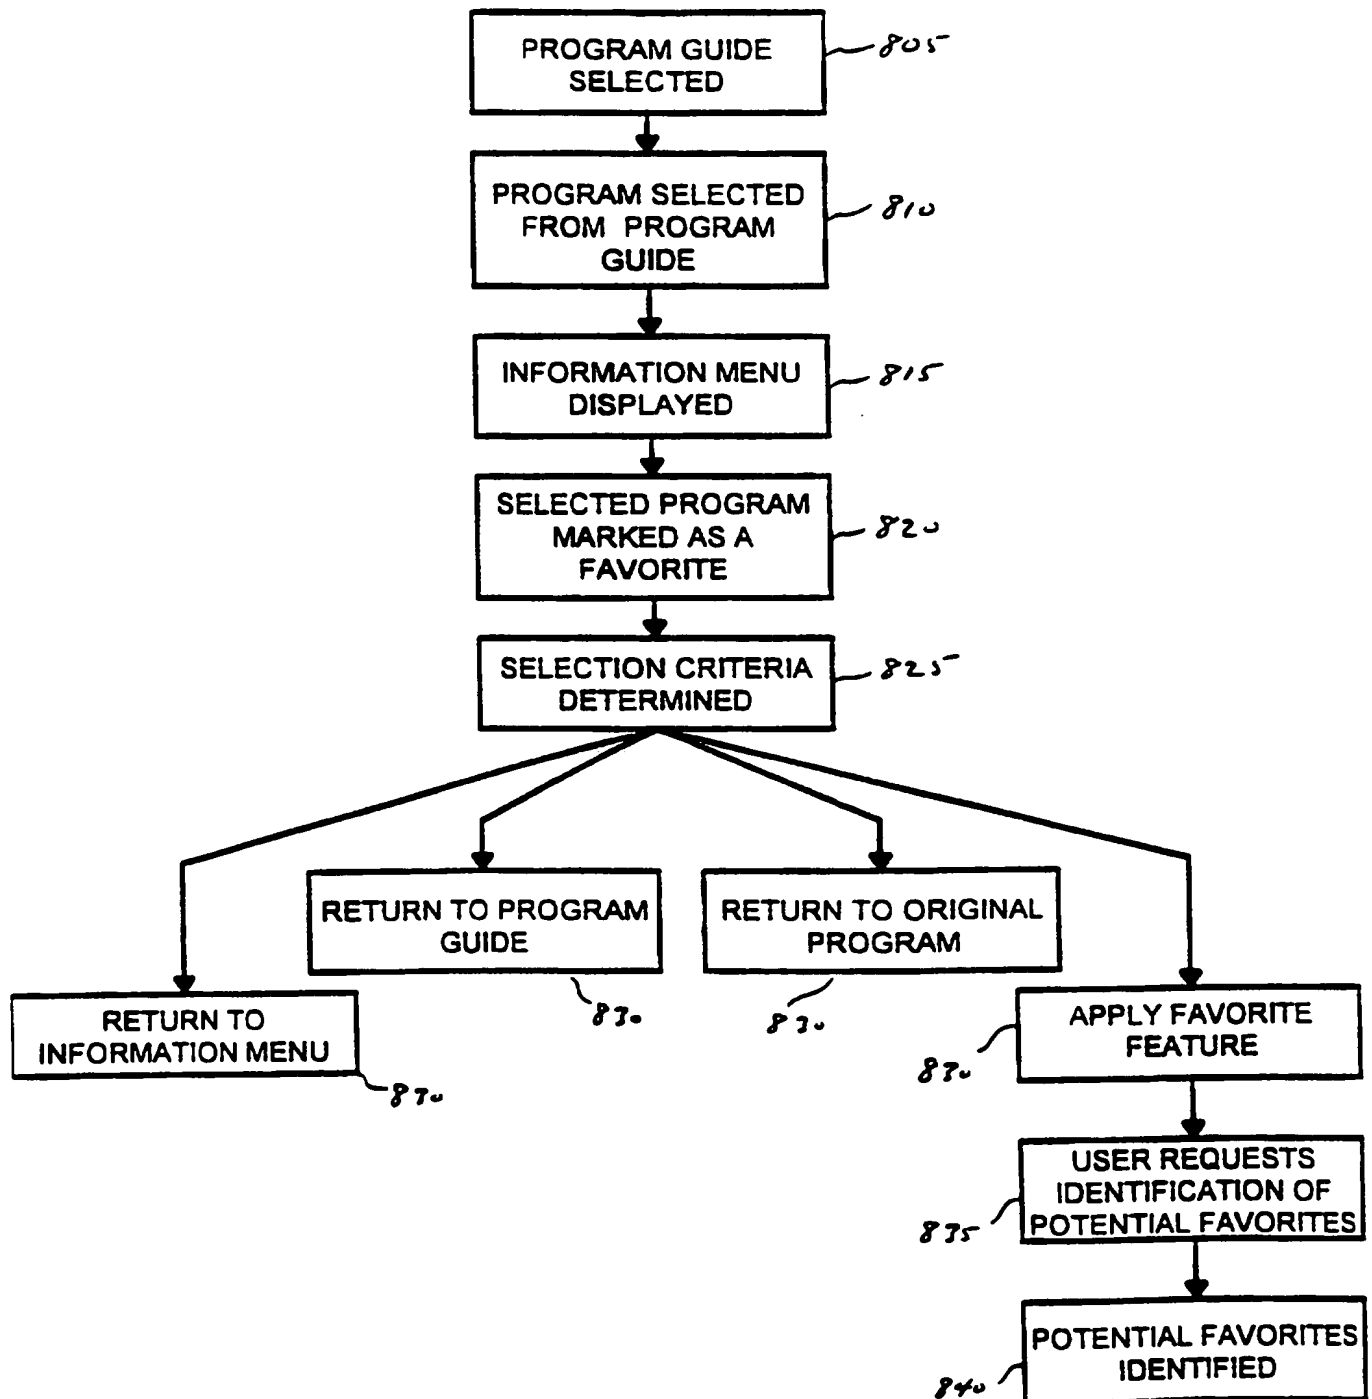 PROGRAM GUIDE
SELECTED
805
PROGRAM SELECTED
FROM PROGRAM
GUIDE
810
INFORMATION MENU
DISPLAYED
815
SELECTED PROGRAM
MARKED AS A
FAVORITE
820
SELECTION CRITERIA
DETERMINED
825
RETURN TO PROGRAM
GUIDE
830
RETURN TO ORIGINAL
PROGRAM
830
RETURN TO
INFORMATION MENU
830
APPLY FAVORITE
FEATURE
830
USER REQUESTS
IDENTIFICATION OF
POTENTIAL FAVORITES
835
POTENTIAL FAVORITES
IDENTIFIED
840